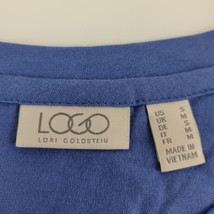 LOGO
LORI GOLDSTEIN
US S
UK S
DE M
IT M
FR M
MADE IN
VIETNAM